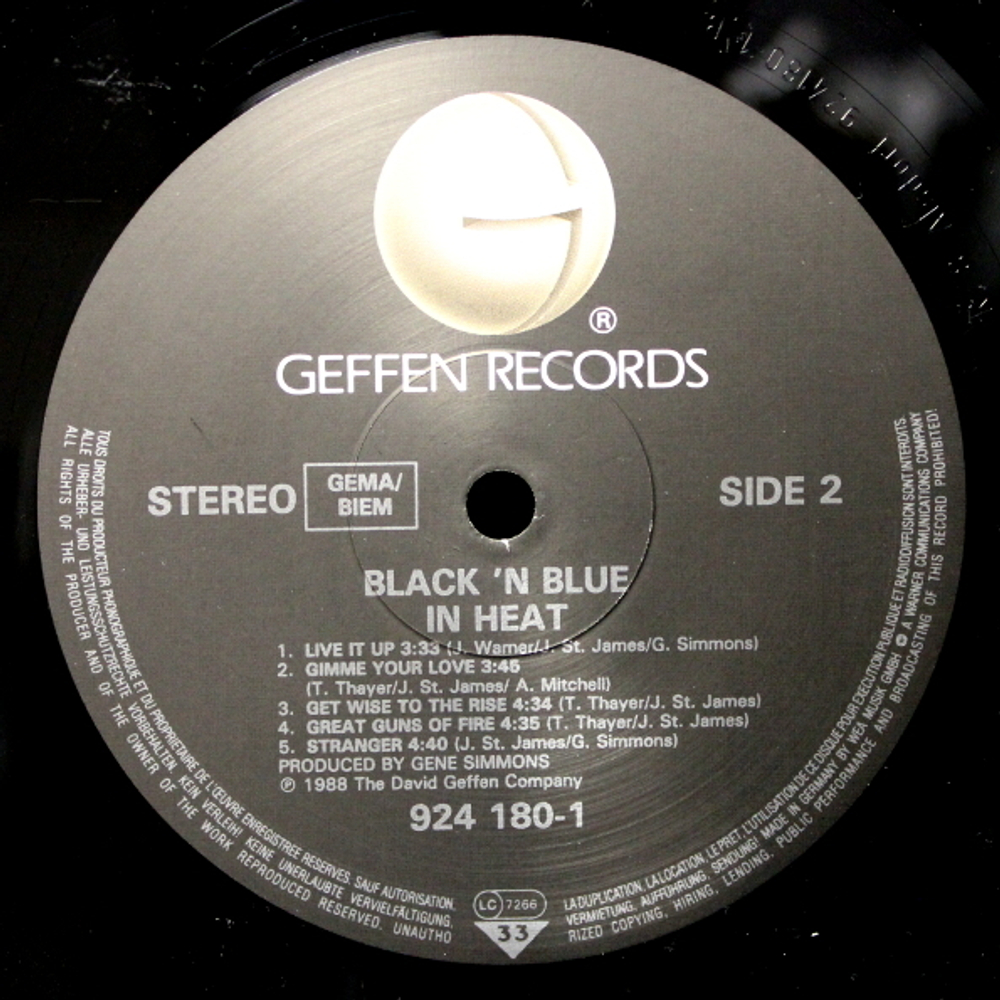 ®
GEFFEN RECORDS
STEREO
GEMA/
BIEM
SIDE 2
BLACK 'N BLUE
IN HEAT
1. LIVE IT UP 3:33 (J. Warner/J. St. James/G. Simmons)
2. GIMME YOUR LOVE 3:46
(T. Thayer/J. St. James/ A. Mitchell)
3. GET WISE TO THE RISE 4:34 (T. Thayer/J. St. James)
4. GREAT GUNS OF FIRE 4:35 (T. Thayer/J. St. James)
5. STRANGER 4:40 (J. St. James/G. Simmons)
PRODUCED BY GENE SIMMONS
℗ 1988 The David Geffen Company
924 180-1
LC 7266
33
TOUS DROITS DU PRODUCTEUR PHONOGRAPHIQUE ET DU PROPRIETAIRE DE L'ŒUVRE ENREGISTREE RESERVES. SAUF AUTORISATION,
LA DUPLICATION, LA LOCATION, LE PRET, L'UTILISATION DE CE DISQUE POUR EXECUTION PUBLIQUE ET RADIODIFFUSION SONT INTERDITS.
ALLE URHEBER- UND LEISTUNGSSCHUTZRECHTE VORBEHALTEN. KEIN VERLEIH! KEINE UNERLAUBTE VERVIELFÄLTIGUNG,
VERMIETUNG, AUFFÜHRUNG, SENDUNG! MADE IN GERMANY BY WEA MUSIK GMBH A WARNER COMMUNICATIONS COMPANY
ALL RIGHTS OF THE PRODUCER AND OF THE OWNER OF THE WORK REPRODUCED RESERVED. UNAUTHO
RIZED COPYING, HIRING, LENDING, PUBLIC PERFORMANCE AND BROADCASTING OF THIS RECORD PROHIBITED!